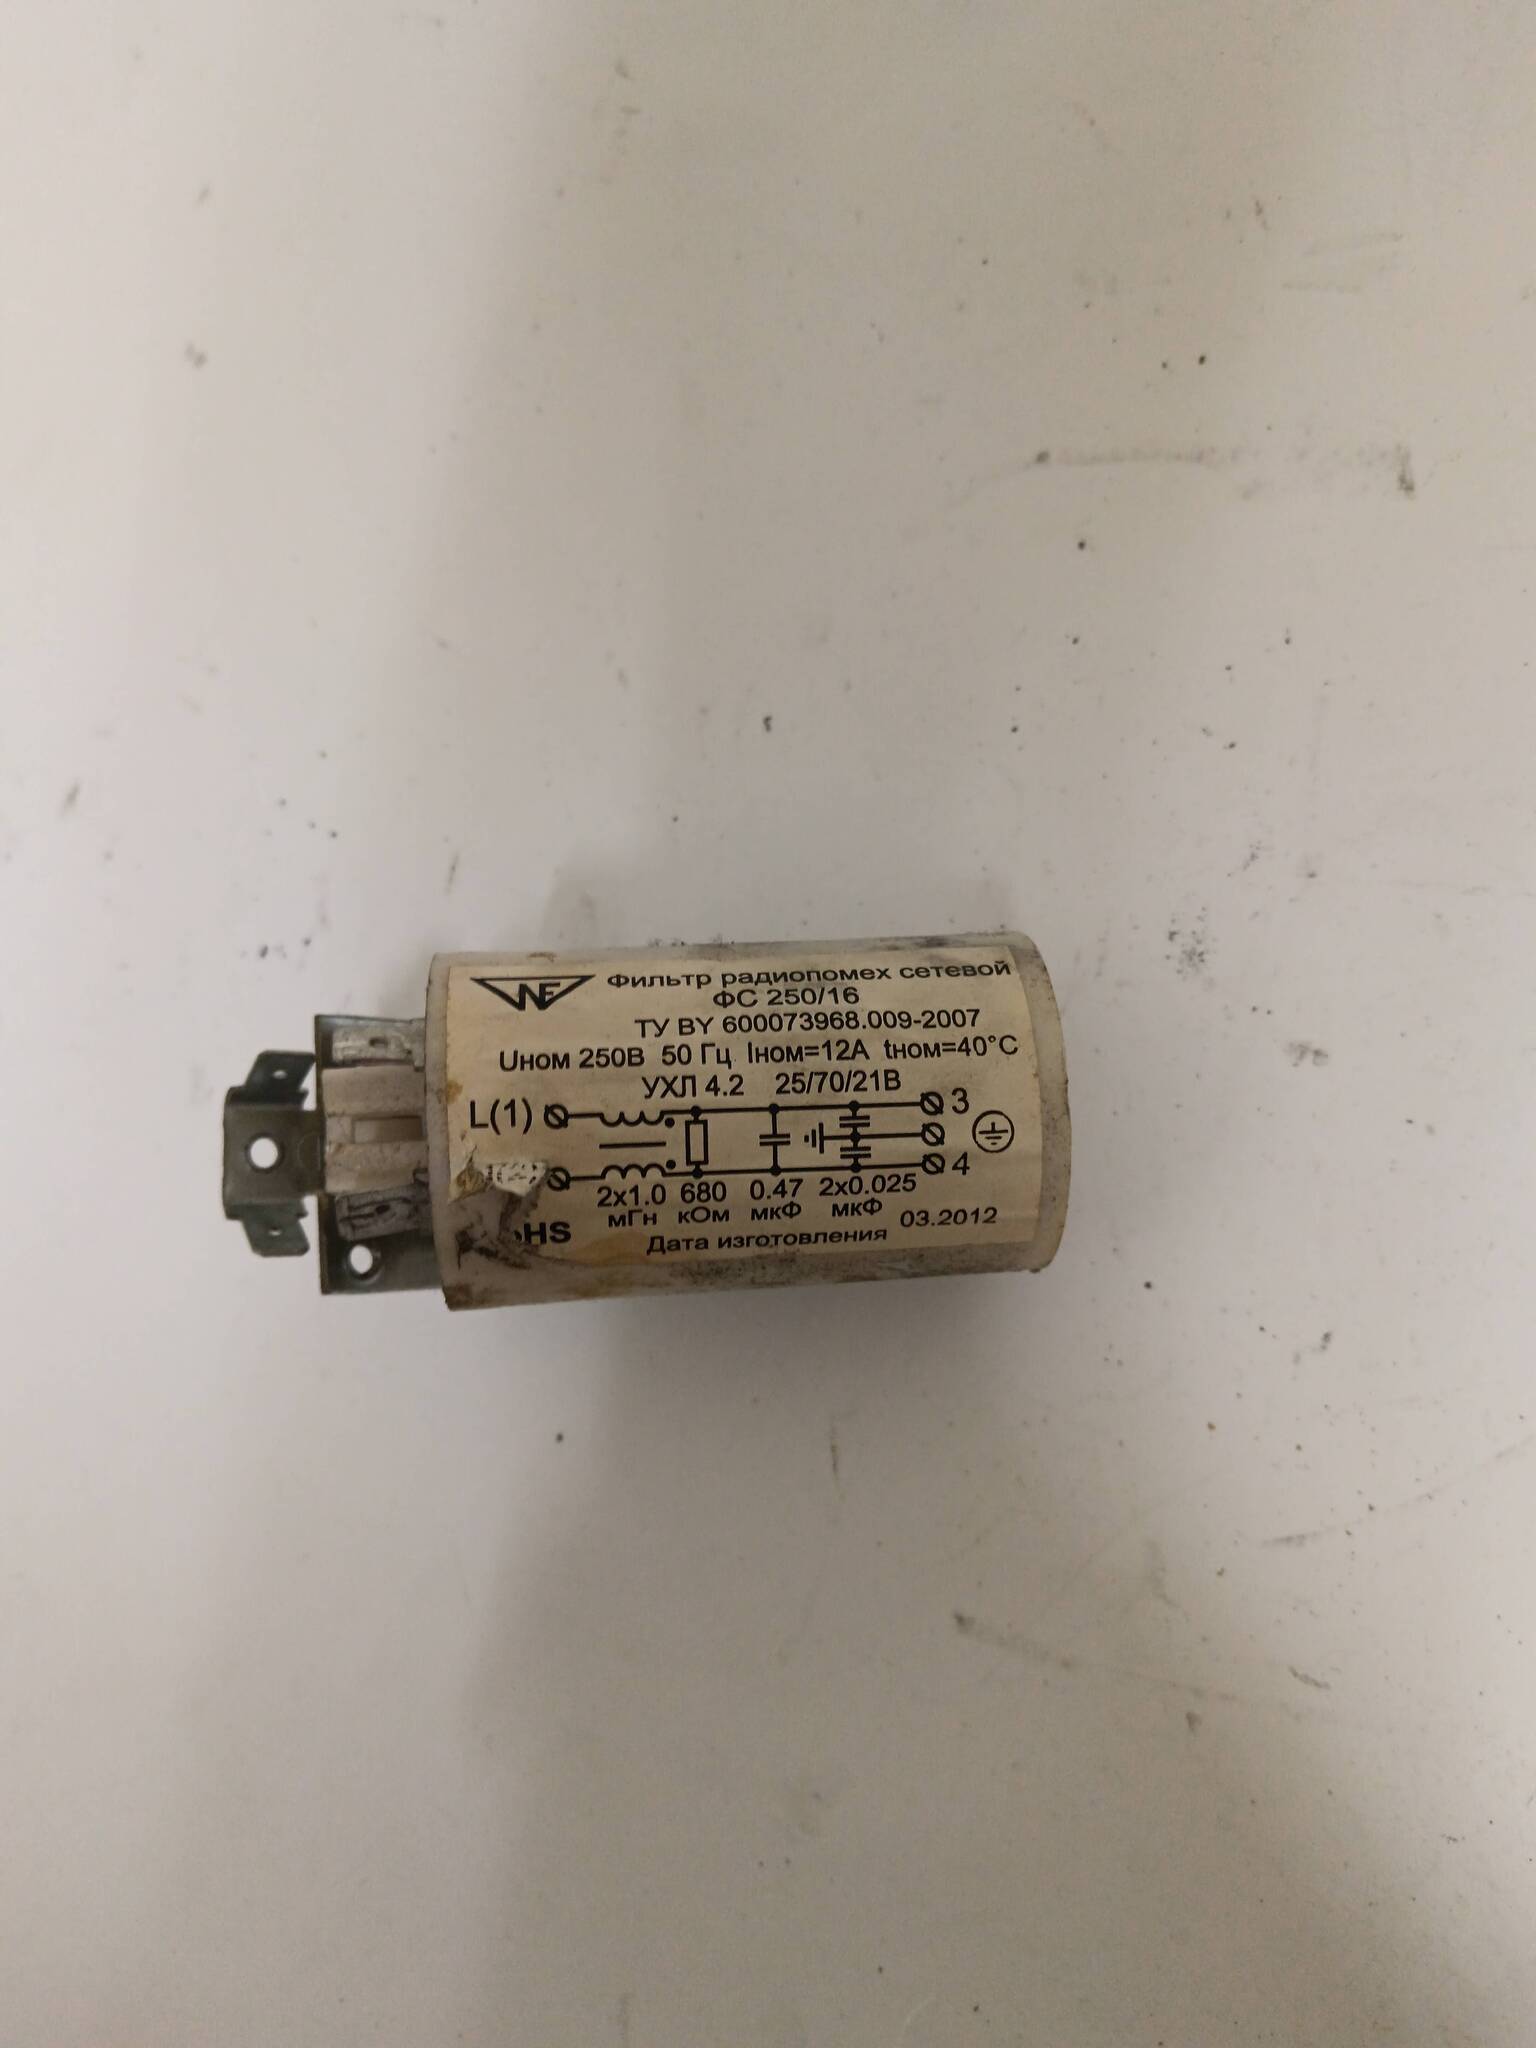 NF Фильтр радиопомех сетевой
ФС 250/16
ТУ BY 600073968.009-2007
Uном 250В 50 Гц Iном=12А tном=40°С
УХЛ 4.2 25/70/21В
L(1) 3
4
2х1.0 680 0.47 2х0.025
мГн кОм мкФ мкФ
Дата изготовления 03.2012